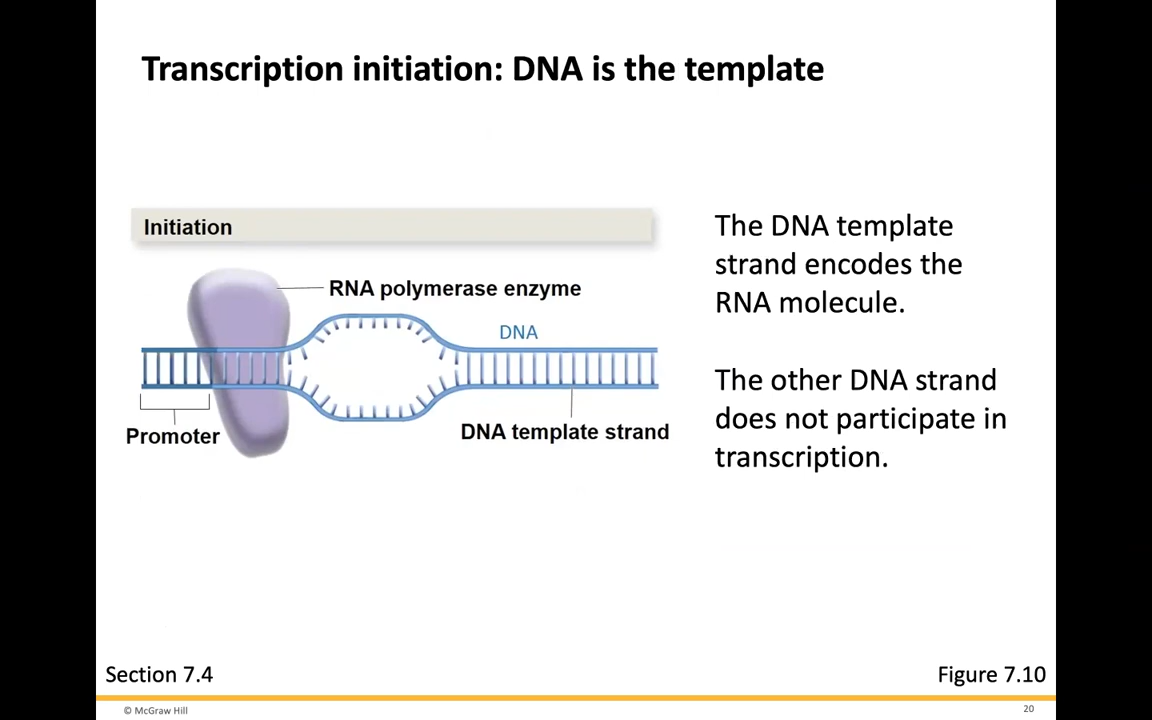 Transcription initiation: DNA is the template
Initiation
RNA polymerase enzyme
DNA
Promoter
DNA template strand
The DNA template
strand encodes the
RNA molecule.
The other DNA strand
does not participate in
transcription.
Section 7.4
Figure 7.10
© McGraw Hill
20